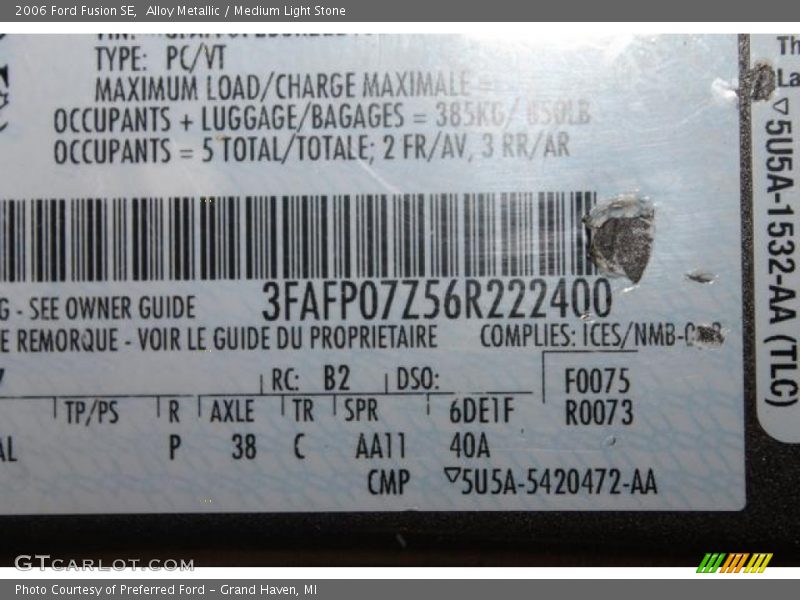 2006 Ford Fusion SE,  Alloy Metallic / Medium Light Stone
TYPE: PC/VT
MAXIMUM LOAD/CHARGE MAXIMALE =
OCCUPANTS + LUGGAGE/BAGAGES = 385KG/ 850LB
OCCUPANTS = 5 TOTAL/TOTALE; 2 FR/AV, 3 RR/AR
3FAFP07Z56R222400
G - SEE OWNER GUIDE
E REMORQUE - VOIR LE GUIDE DU PROPRIETAIRE
COMPLIES: ICES/NMB-
RC: B2 DSO:
F0075
TP/PS R AXLE TR SPR 6DE1F R0073
AL P 38 C AA11 40A
CMP ▽5U5A-5420472-AA
Th
La
▽5U5A-1532-AA (TLC)
GTCARLOT.COM
Photo Courtesy of Preferred Ford - Grand Haven, MI